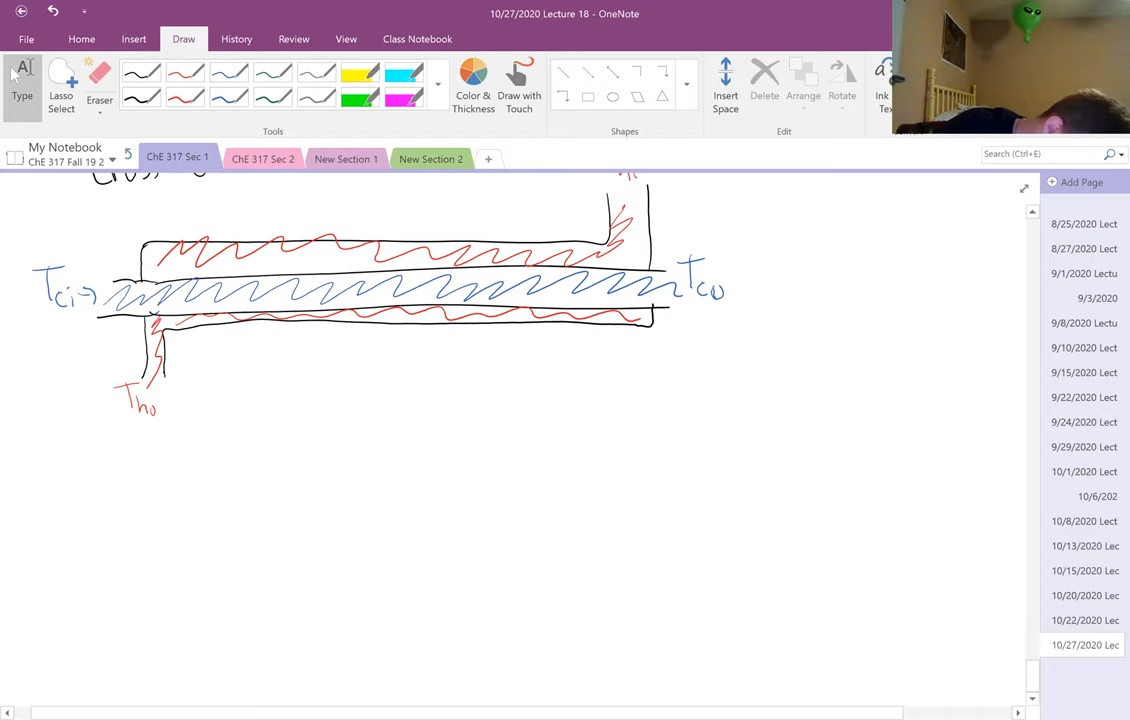 10/27/2020 Lecture 18 - OneNote
File Home Insert Draw History Review View Class Notebook
Type
Lasso Select
Eraser
Color & Thickness
Draw with Touch
Insert Space
Delete
Arrange
Rotate
Ink
Tex
Tools
Shapes
Edit
My Notebook
ChE 317 Fall 19 2
ChE 317 Sec 1
ChE 317 Sec 2
New Section 1
New Section 2
+
Search (Ctrl+E)
Add Page
8/25/2020 Lect
8/27/2020 Lect
9/1/2020 Lectu
9/3/2020
9/8/2020 Lectu
9/10/2020 Lect
9/15/2020 Lect
9/22/2020 Lect
9/24/2020 Lect
9/29/2020 Lect
10/1/2020 Lect
10/6/202
10/8/2020 Lect
10/13/2020 Lec
10/15/2020 Lec
10/20/2020 Lec
10/22/2020 Lec
10/27/2020 Lec
Tci→
Tco
Tho